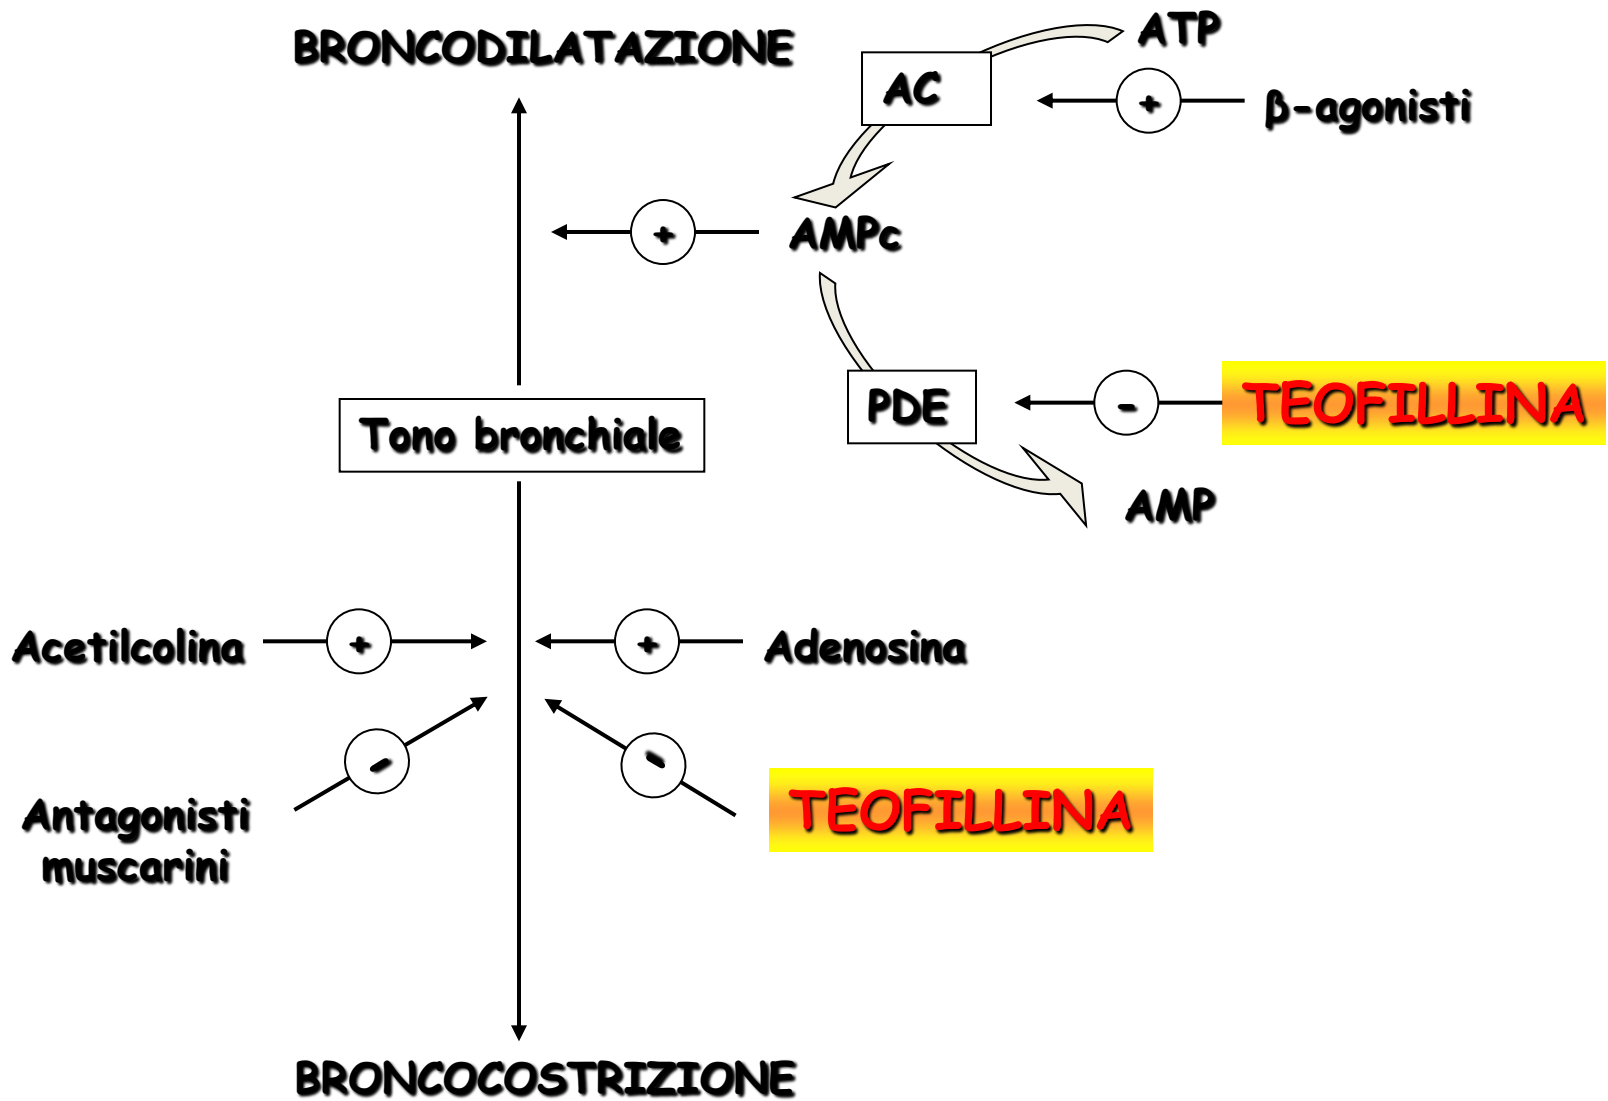 BRONCODILATAZIONE
ATP
AC
+
β-agonisti
+
AMPc
PDE
-
TEOFILLINA
Tono bronchiale
AMP
Acetilcolina
+
+
Adenosina
-
-
Antagonisti
muscarini
TEOFILLINA
BRONCOCOSTRIZIONE